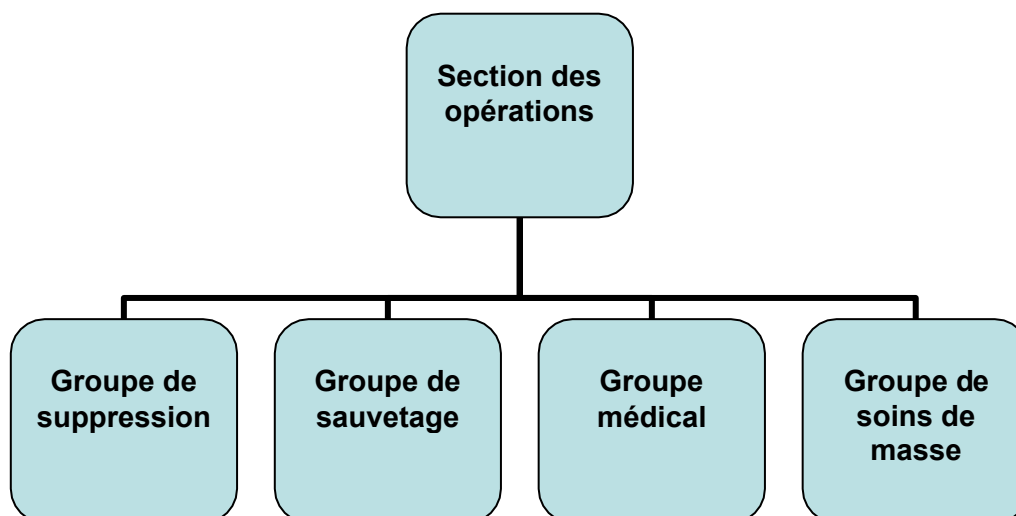 Section des
opérations
Groupe de
suppression
Groupe de
sauvetage
Groupe
médical
Groupe de
soins de
masse